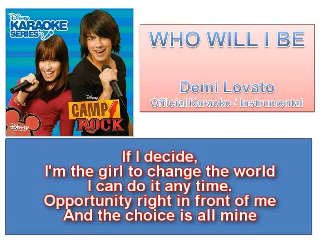 Disney
KARAOKE
SERIES
WHO WILL I BE
Demi Lovato
Official Karaoke / Instrumental
Disney
CAMP
ROCK
Disney
If I decide,
I'm the girl to change the world
I can do it any time.
Opportunity right in front of me
And the choice is all mine